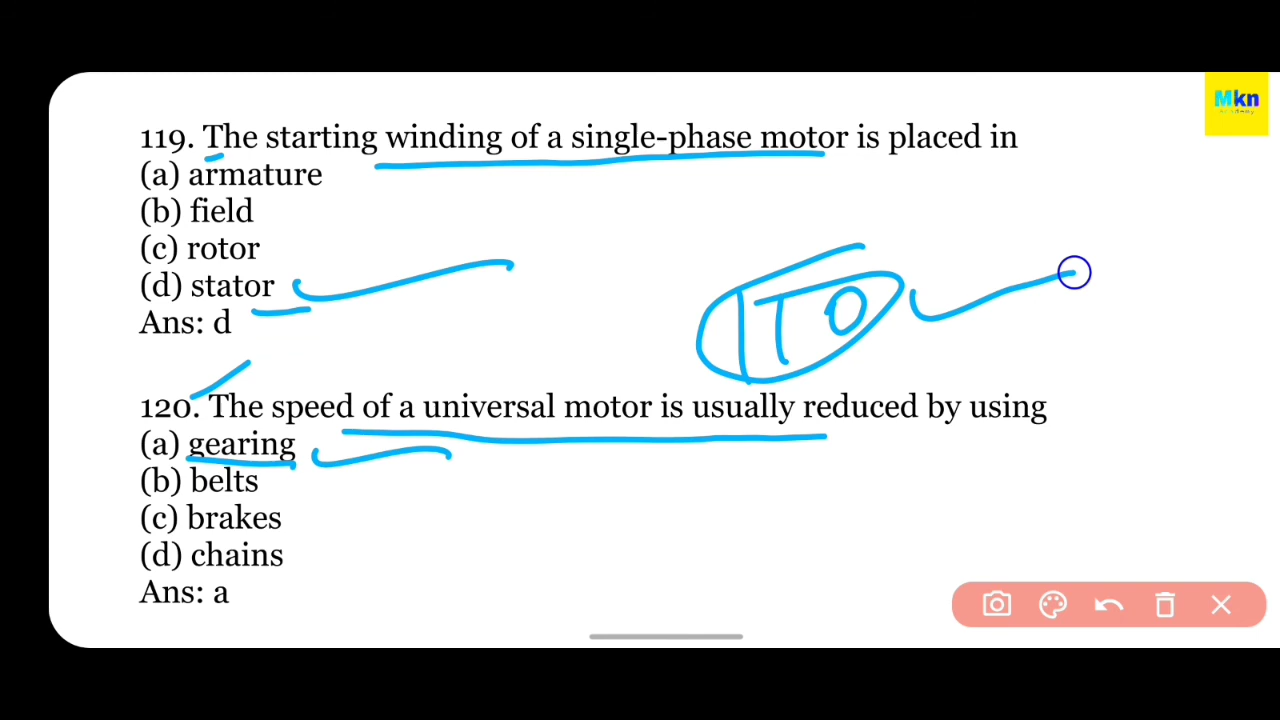 Mkn
119. The starting winding of a single-phase motor is placed in
(a) armature
(b) field
(c) rotor
(d) stator
Ans: d
120. The speed of a universal motor is usually reduced by using
(a) gearing
(b) belts
(c) brakes
(d) chains
Ans: a